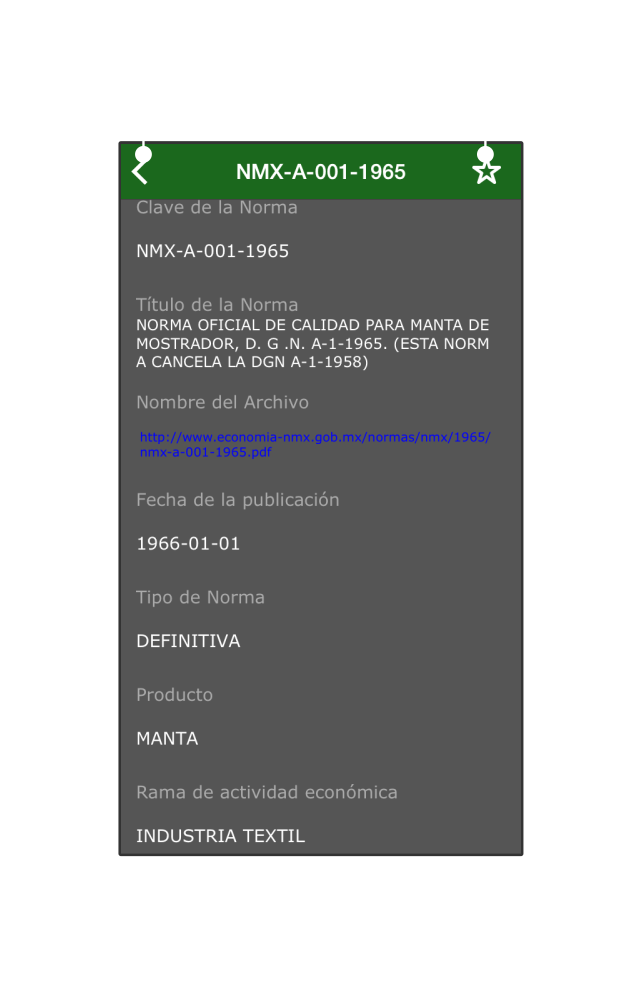 NMX-A-001-1965
Clave de la Norma
NMX-A-001-1965
Título de la Norma
NORMA OFICIAL DE CALIDAD PARA MANTA DE
MOSTRADOR, D. G .N. A-1-1965. (ESTA NORM
A CANCELA LA DGN A-1-1958)
Nombre del Archivo
http://www.economia-nmx.gob.mx/normas/nmx/1965/
nmx-a-001-1965.pdf
Fecha de la publicación
1966-01-01
Tipo de Norma
DEFINITIVA
Producto
MANTA
Rama de actividad económica
INDUSTRIA TEXTIL